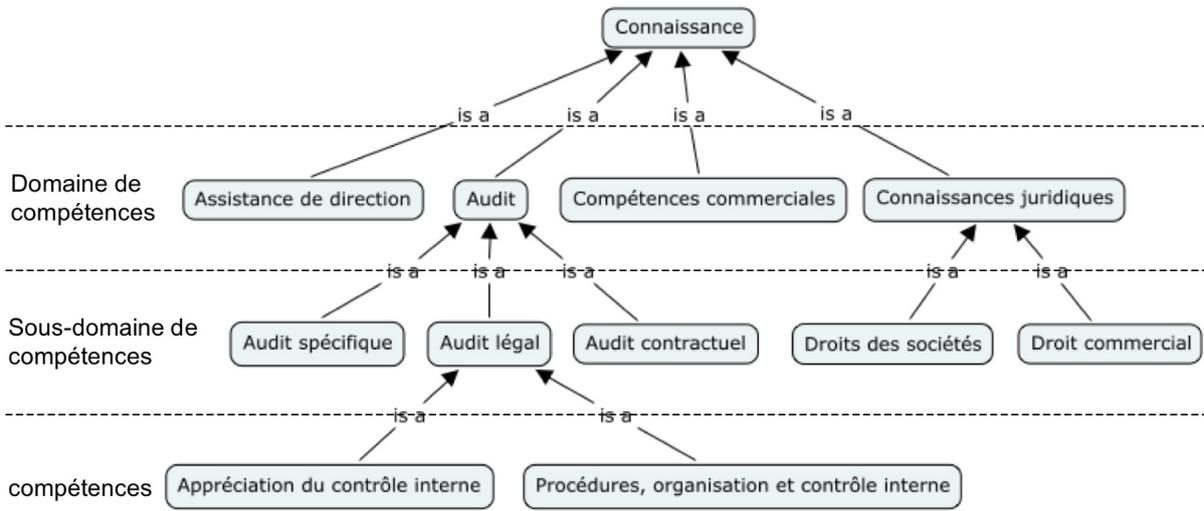 Connaissance
is a is a is a is a
Domaine de
compétences
Assistance de direction Audit Compétences commerciales Connaissances juridiques
is a is a is a is a is a
Sous-domaine de
compétences
Audit spécifique Audit légal Audit contractuel Droits des sociétés Droit commercial
is a is a
compétences Appréciation du contrôle interne Procédures, organisation et contrôle interne